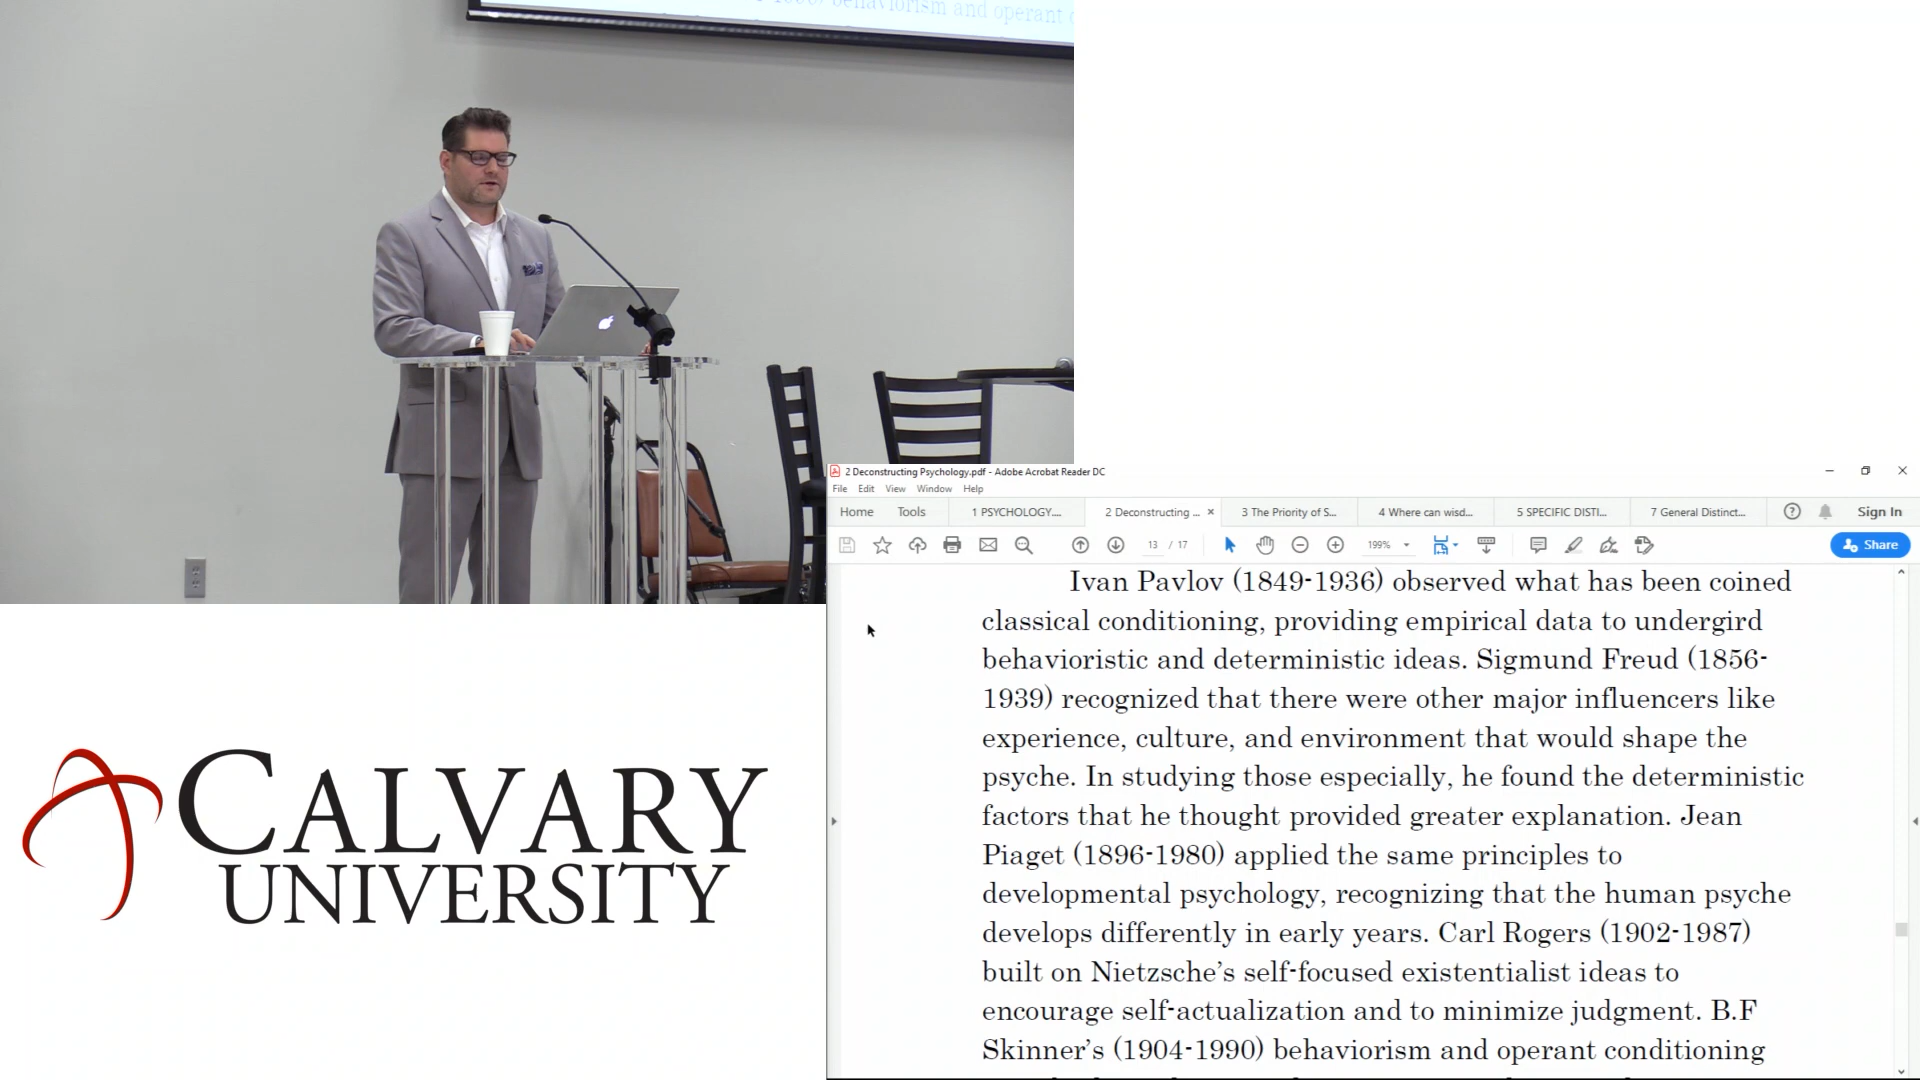 behaviorism and operant
CALVARY
UNIVERSITY
2 Deconstructing Psychology.pdf - Adobe Acrobat Reader DC
File Edit View Window Help
Home Tools 1 PSYCHOLOGY.... 2 Deconstructing ... × 3 The Priority of S... 4 Where can wisd... 5 SPECIFIC DISTI... 7 General Distinct... Sign In
13 / 17 199% Share
Ivan Pavlov (1849-1936) observed what has been coined
classical conditioning, providing empirical data to undergird
behavioristic and deterministic ideas. Sigmund Freud (1856-
1939) recognized that there were other major influencers like
experience, culture, and environment that would shape the
psyche. In studying those especially, he found the deterministic
factors that he thought provided greater explanation. Jean
Piaget (1896-1980) applied the same principles to
developmental psychology, recognizing that the human psyche
develops differently in early years. Carl Rogers (1902-1987)
built on Nietzsche’s self-focused existentialist ideas to
encourage self-actualization and to minimize judgment. B.F
Skinner’s (1904-1990) behaviorism and operant conditioning